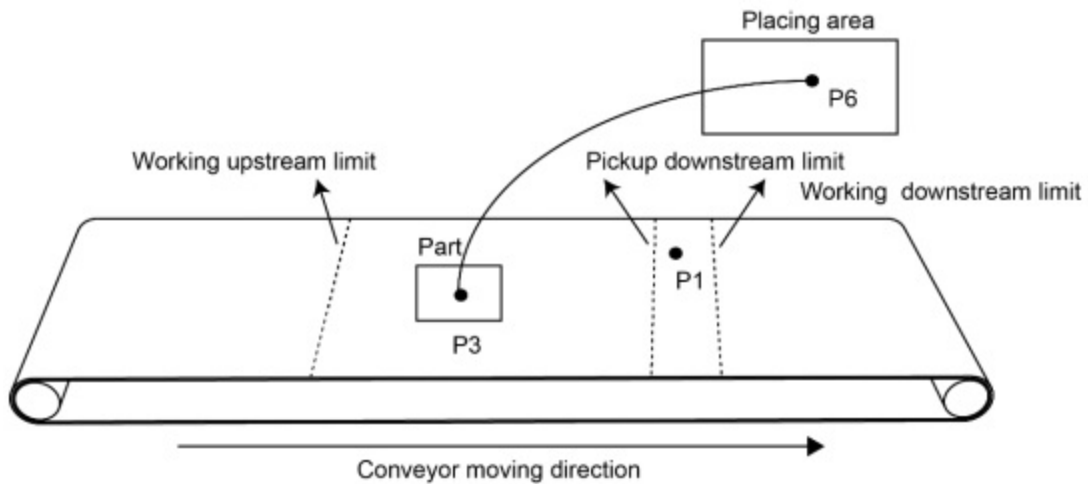 Placing area
P6
Working upstream limit
Pickup downstream limit
Working downstream limit
Part
P1
P3
Conveyor moving direction